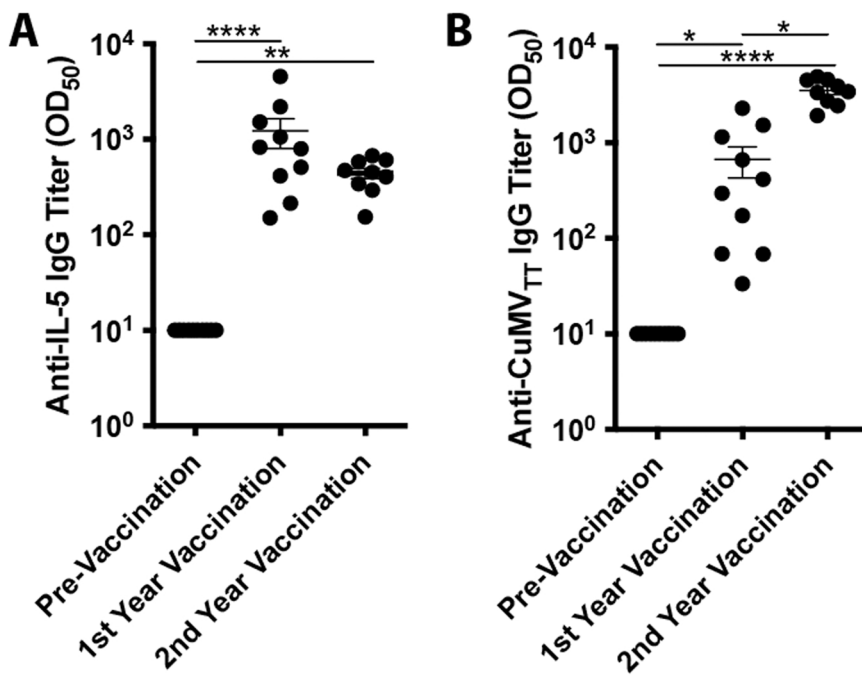 A
Anti-IL-5 IgG Titer (OD50)
10⁴
10³
10²
10¹
10⁰
****
**
Pre-Vaccination
1st Year Vaccination
2nd Year Vaccination
B
Anti-CuMVTT IgG Titer (OD50)
10⁴
10³
10²
10¹
10⁰
*
*
****
Pre-Vaccination
1st Year Vaccination
2nd Year Vaccination